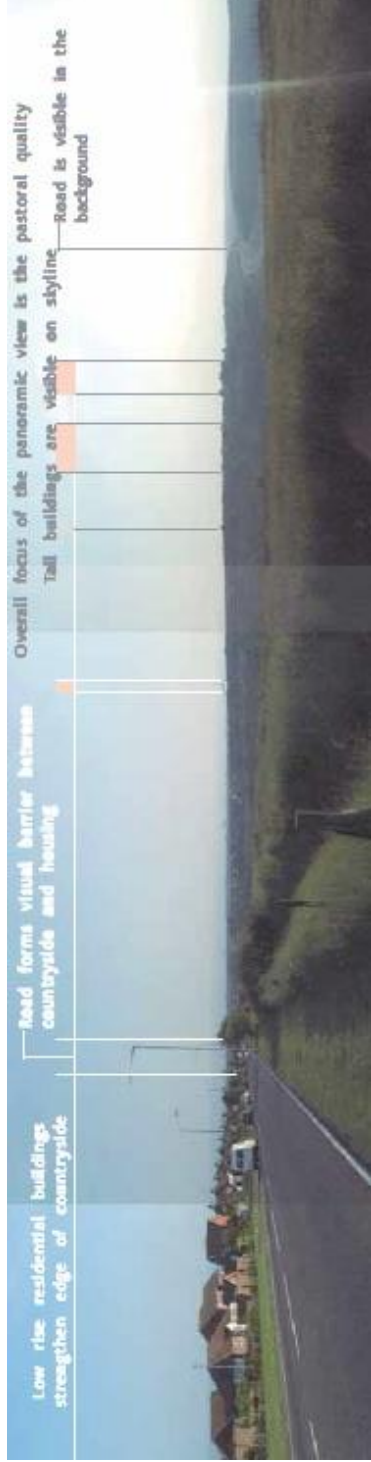 Low rise residential buildings
strengthen edge of countryside
Road forms visual barrier between
countryside and housing
Overall focus of the panoramic view is the pastoral quality
Tall buildings are visible on skyline
Road is visible in the
background